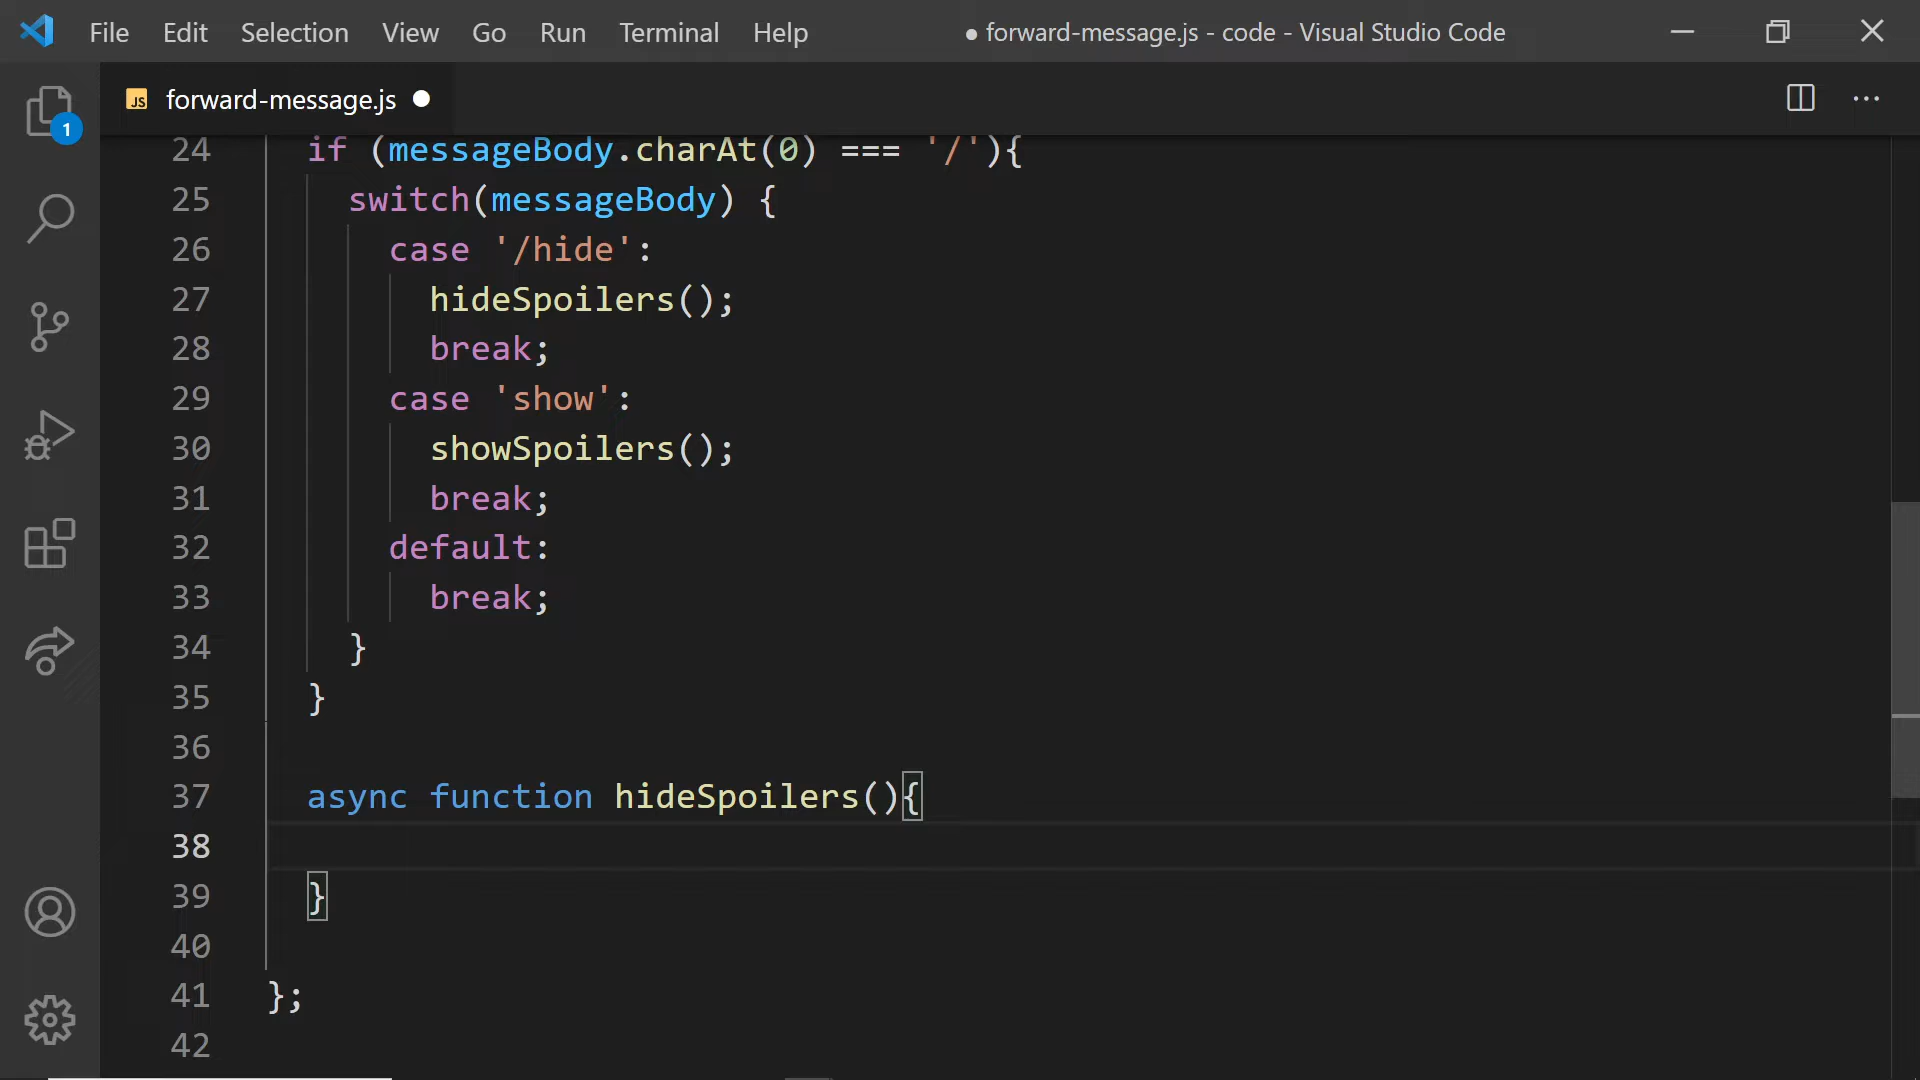 File Edit Selection View Go Run Terminal Help ● forward-message.js - code - Visual Studio Code
JS forward-message.js
1
24 if (messageBody.charAt(0) === '/'){
25 switch(messageBody) {
26 case '/hide':
27 hideSpoilers();
28 break;
29 case 'show':
30 showSpoilers();
31 break;
32 default:
33 break;
34 }
35 }
36
37 async function hideSpoilers(){
38
39 }
40
41 };
42